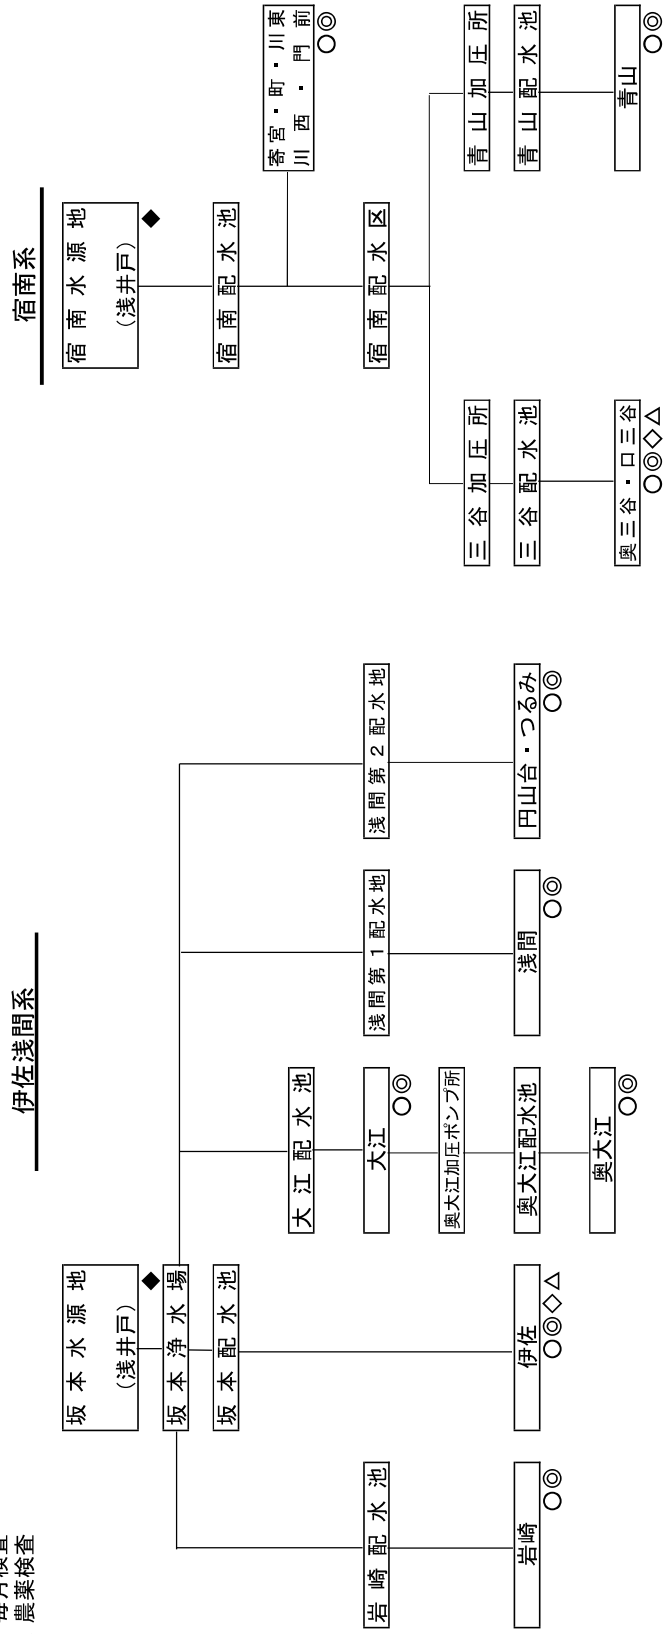 毎月検査
農薬検査
伊佐浅間系
坂本水源地
（浅井戸）
◆
坂本浄水場
坂本配水池
岩崎配水池
岩崎
○◎
伊佐
○◎◇△
大江配水池
大江
○◎
奥大江加圧ポンプ所
奥大江配水池
奥大江
○◎
浅間第１配水地
浅間
○◎
浅間第２配水地
円山台・つるみ
○◎
宿南系
宿南水源地
（浅井戸）
◆
宿南配水池
寄宮・町・川東
川西・門前
○◎
宿南配水区
三谷加圧所
三谷配水池
奥三谷・口三谷
○◎◇△
青山加圧所
青山配水池
青山
○◎